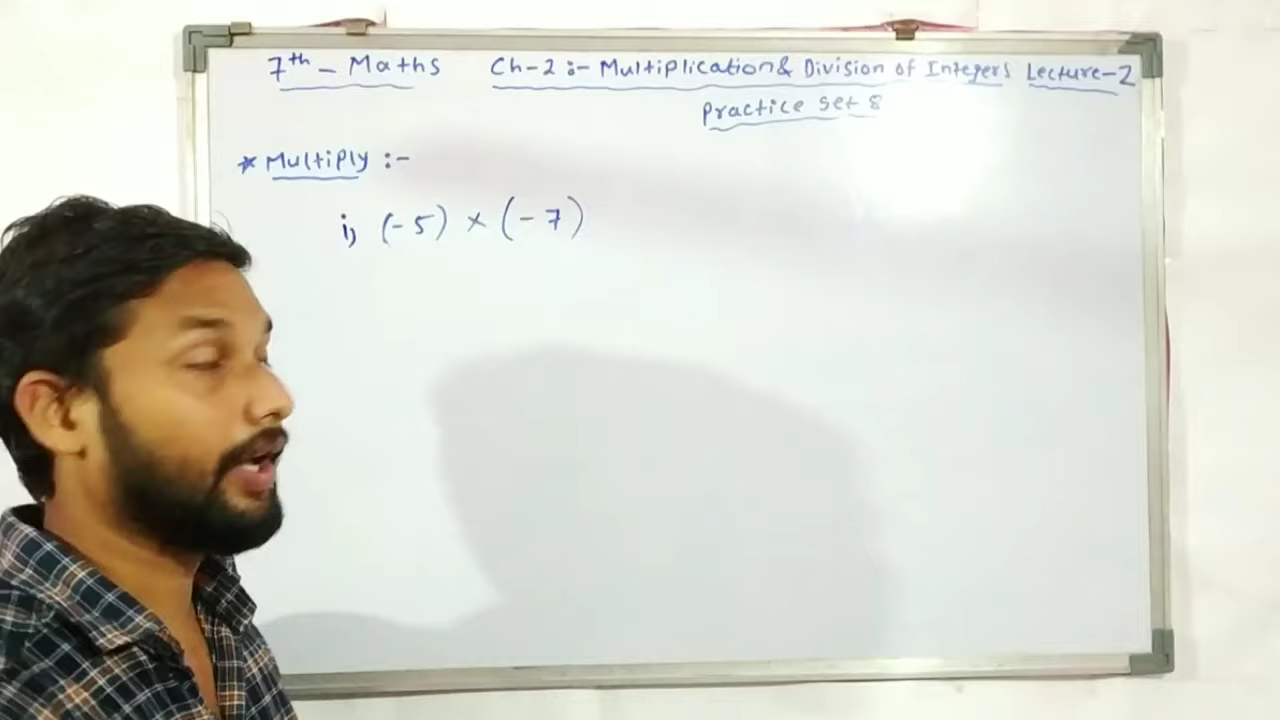 7th - Maths Ch-2 :- Multiplication & Division of Integers Lecture-2
Practice set 8
* Multiply :-
i) (-5) × (-7)